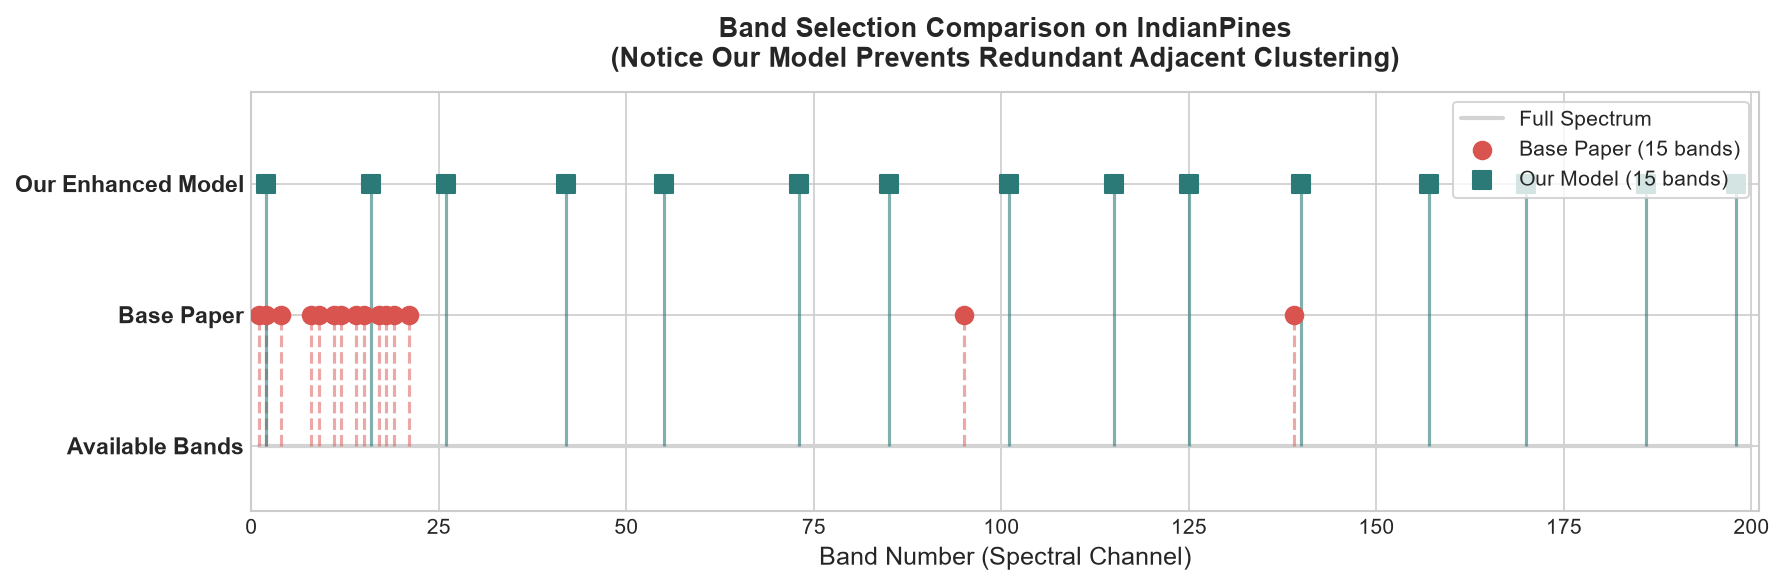 Band Selection Comparison on IndianPines
(Notice Our Model Prevents Redundant Adjacent Clustering)
Full Spectrum
Base Paper (15 bands)
Our Model (15 bands)
Our Enhanced Model
Base Paper
Available Bands
0 25 50 75 100 125 150 175 200
Band Number (Spectral Channel)